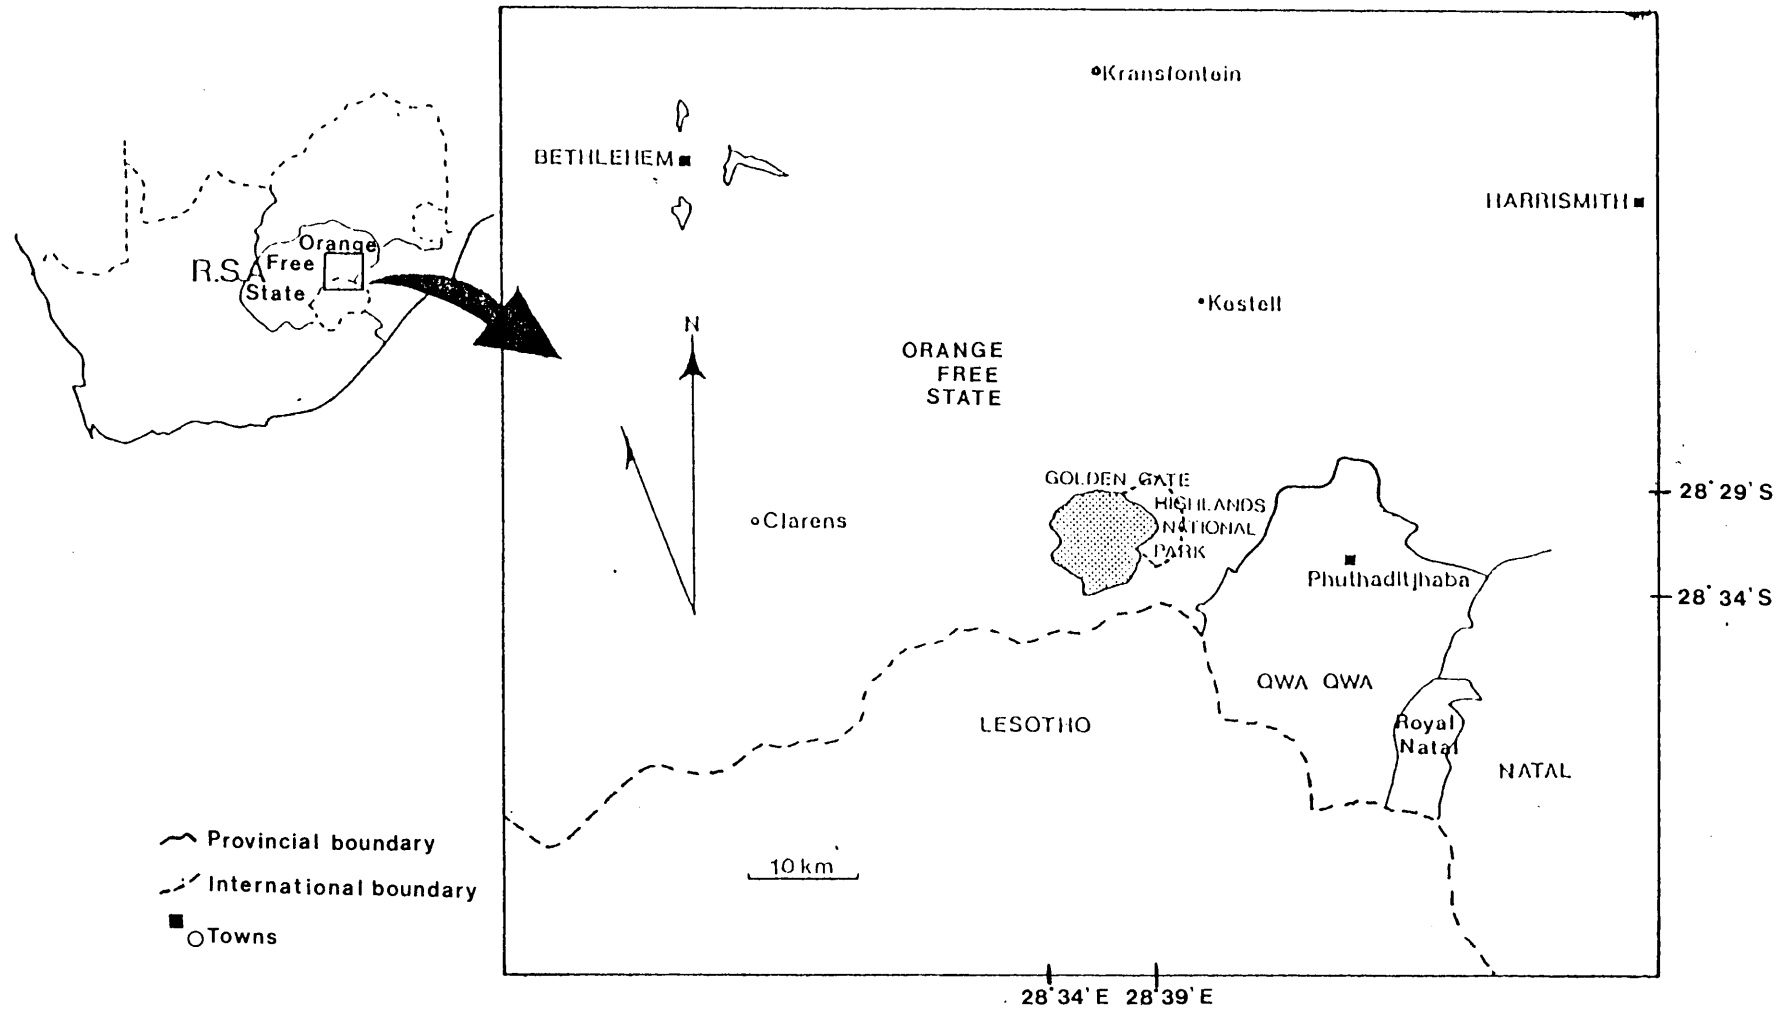 Kransfontein
BETHLEHEM
HARRISMITH
Orange
R.S.A
Free
State
Kestell
N
ORANGE
FREE
STATE
GOLDEN GATE
HIGHLANDS
NATIONAL
PARK
28°29'S
Clarens
Phuthaditjhaba
28°34'S
QWA QWA
LESOTHO
Royal
Natal
NATAL
Provincial boundary
10 km
International boundary
Towns
28°34'E 28°39'E